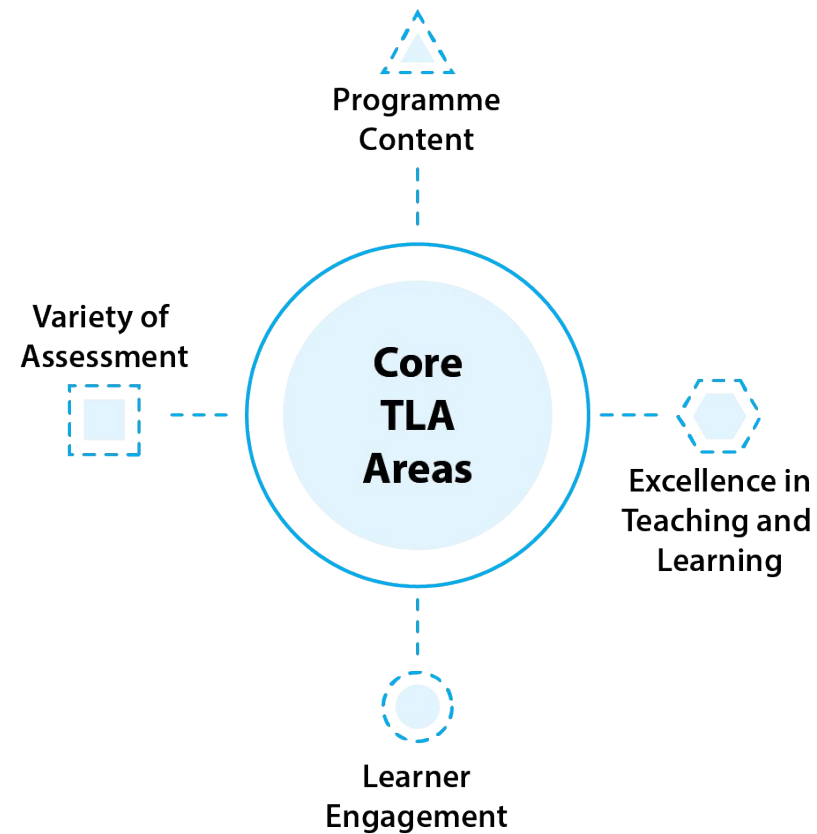 Programme
Content
Variety of
Assessment
Core
TLA
Areas
Excellence in
Teaching and
Learning
Learner
Engagement